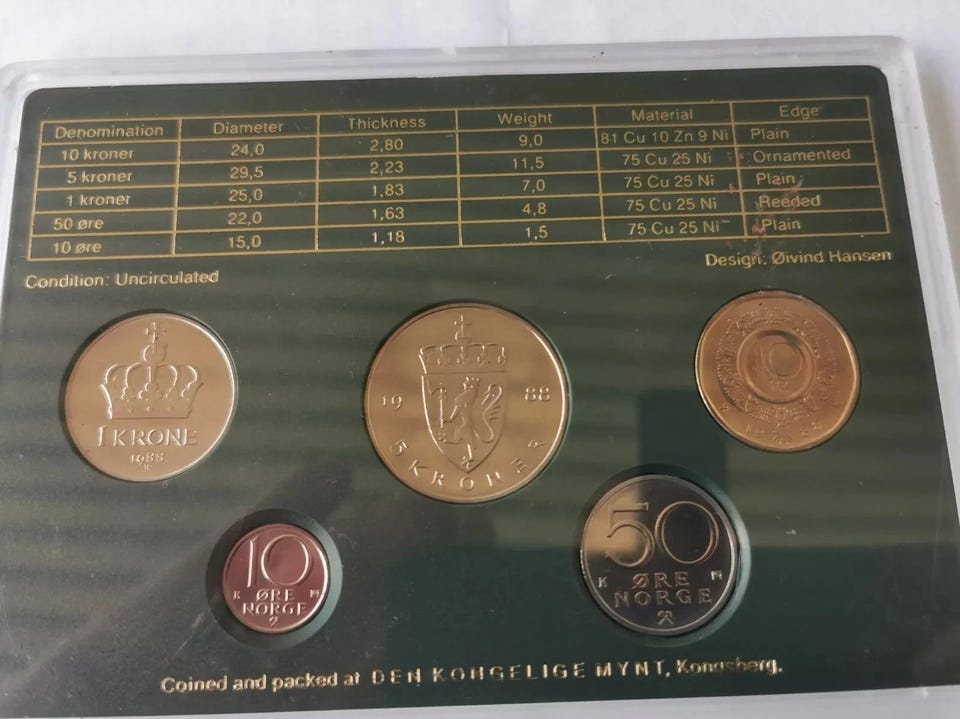 Denomination Diameter Thickness Weight Material Edge
10 kroner 24,0 2,80 9,0 81 Cu 10 Zn 9 Ni Plain
5 kroner 29,5 2,23 11,5 75 Cu 25 Ni Ornamented
1 kroner 25,0 1,83 7,0 75 Cu 25 Ni Plain
50 øre 22,0 1,63 4,8 75 Cu 25 Ni Reeded
10 øre 15,0 1,18 1,5 75 Cu 25 Ni Plain
Condition: Uncirculated
Design: Øivind Hansen
1 KRONE
1988
K
19 88
5 KRONER
10
10
ØRE
K
NORGE
50
ØRE
K
NORGE
Coined and packed at DEN KONGELIGE MYNT, Kongsberg.